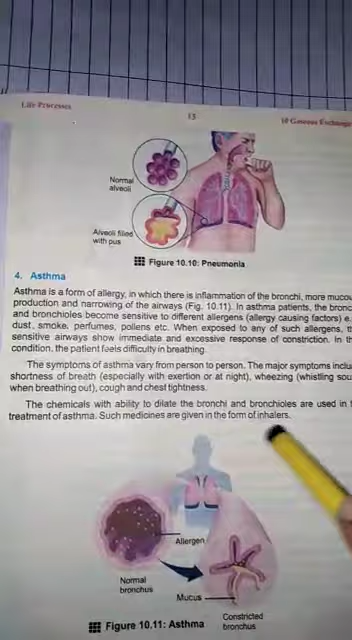 Life Processes
13
10 Gaseous Exchange
Normal
alveoli
Alveoli filled
with pus
Figure 10.10: Pneumonia
4. Asthma
Asthma is a form of allergy, in which there is inflammation of the bronchi, more mucou
production and narrowing of the airways (Fig. 10.11). In asthma patients, the bronc
and bronchioles become sensitive to different allergens (allergy causing factors) e.
dust, smoke, perfumes, pollens etc. When exposed to any of such allergens, t
sensitive airways show immediate and excessive response of constriction. In th
condition, the patient feels difficulty in breathing.
The symptoms of asthma vary from person to person. The major symptoms inclu
shortness of breath (especially with exertion or at night), wheezing (whistling sou
when breathing out), cough and chest tightness.
The chemicals with ability to dilate the bronchi and bronchioles are used in t
treatment of asthma. Such medicines are given in the form of inhalers.
Allergen
Normal
bronchus
Mucus
Constricted
bronchus
Figure 10.11: Asthma